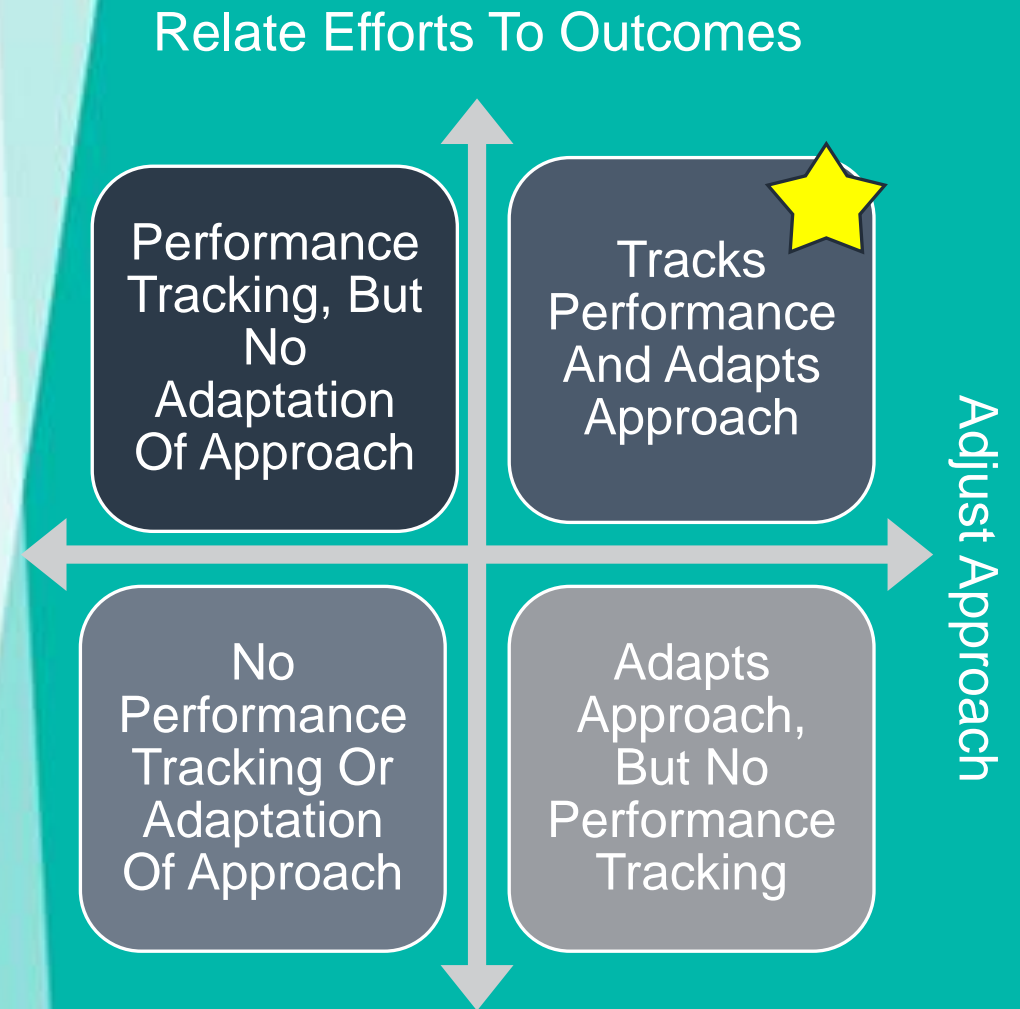 Relate Efforts To Outcomes
Performance
Tracking, But
No
Adaptation
Of Approach
Tracks
Performance
And Adapts
Approach
Adjust Approach
No
Performance
Tracking Or
Adaptation
Of Approach
Adapts
Approach,
But No
Performance
Tracking